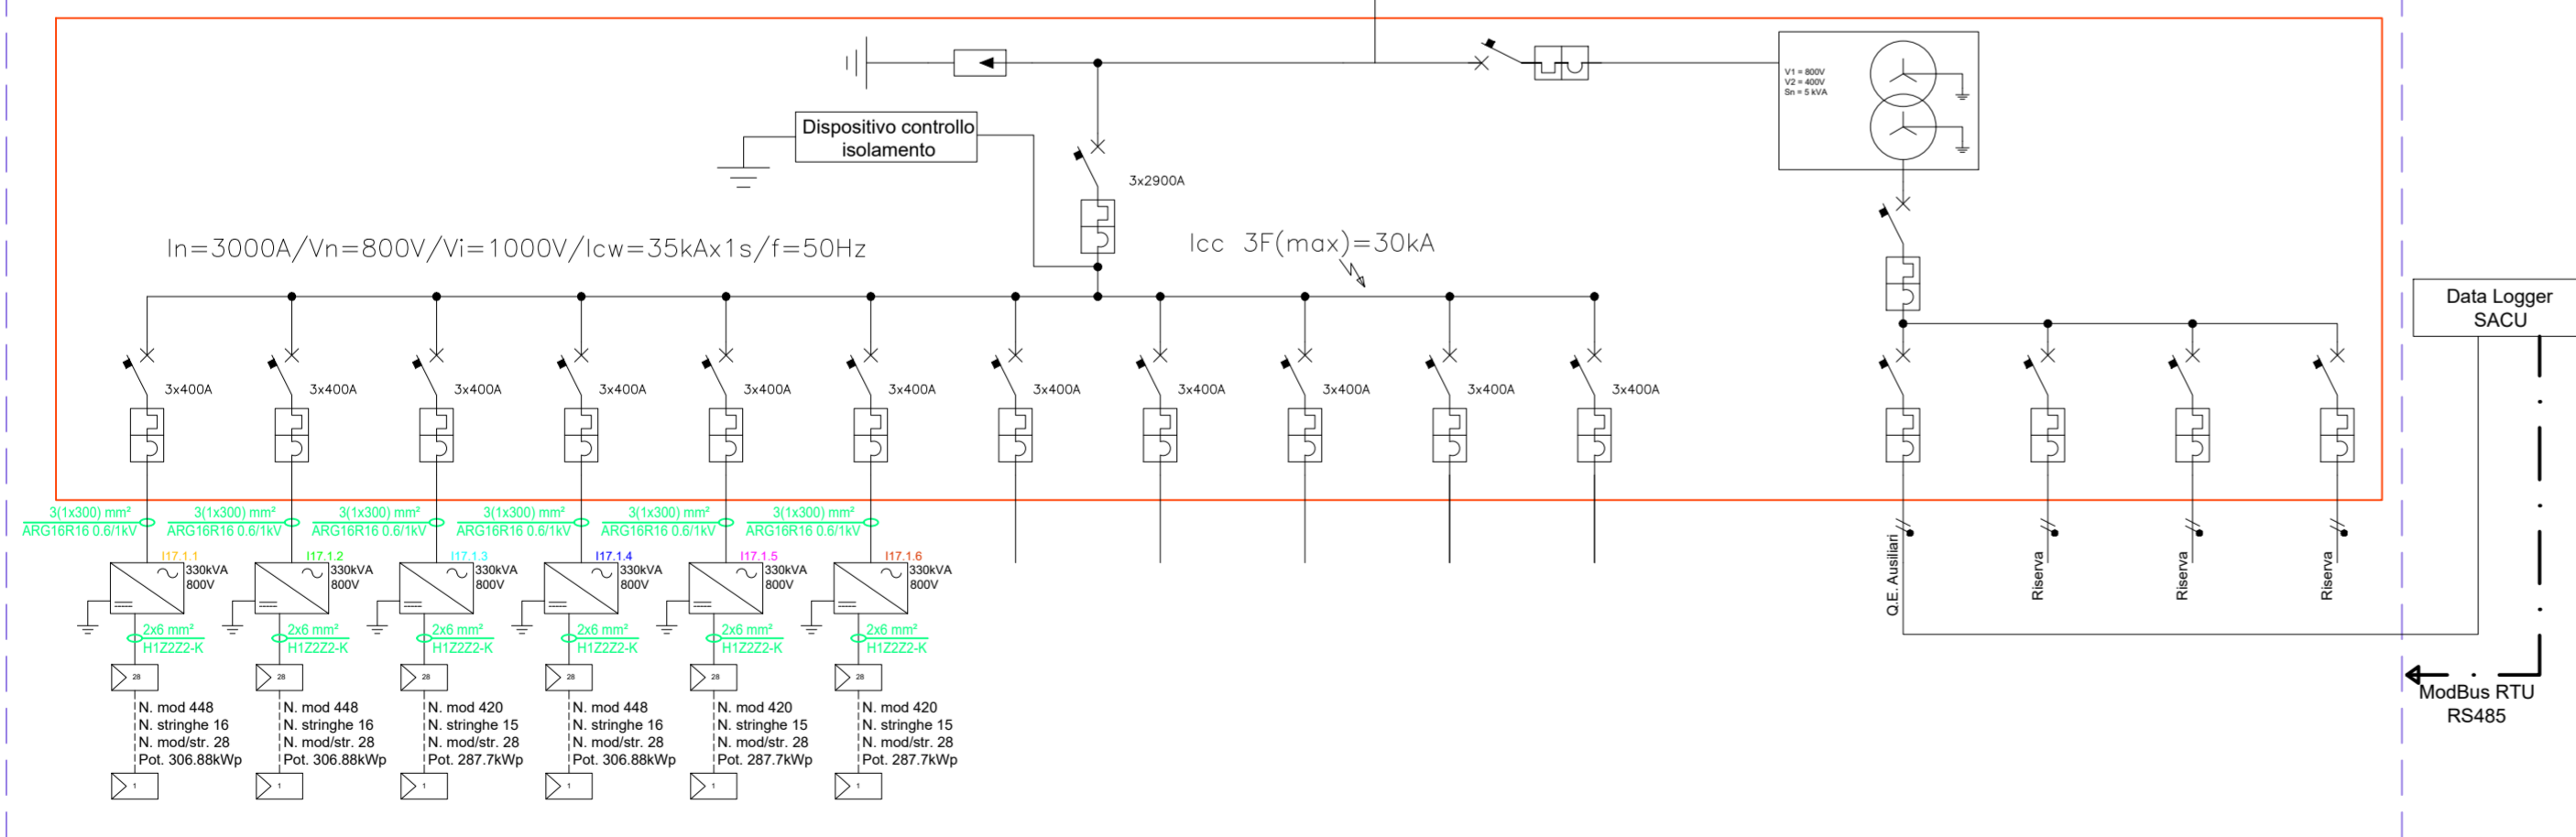 V1 = 800V
V2 = 400V
Sn = 5 kVA
Dispositivo controllo
isolamento
3x2900A
In=3000A/Vn=800V/Vi=1000V/Icw=35kAx1s/f=50Hz
Icc 3F(max)=30kA
Data Logger
SACU
3x400A 3x400A 3x400A 3x400A 3x400A 3x400A 3x400A 3x400A 3x400A 3x400A 3x400A
3(1x300) mm² 3(1x300) mm² 3(1x300) mm² 3(1x300) mm² 3(1x300) mm² 3(1x300) mm²
ARG16R16 0.6/1kV ARG16R16 0.6/1kV ARG16R16 0.6/1kV ARG16R16 0.6/1kV ARG16R16 0.6/1kV ARG16R16 0.6/1kV
I17.1.1 I17.1.2 I17.1.3 I17.1.4 I17.1.5 I17.1.6
330kVA 330kVA 330kVA 330kVA 330kVA 330kVA
800V 800V 800V 800V 800V 800V
Q.E. Ausiliari
Riserva
Riserva
Riserva
2x6 mm² 2x6 mm² 2x6 mm² 2x6 mm² 2x6 mm² 2x6 mm²
H1Z2Z2-K H1Z2Z2-K H1Z2Z2-K H1Z2Z2-K H1Z2Z2-K H1Z2Z2-K
28 28 28 28 28 28
N. mod 448 N. mod 448 N. mod 420 N. mod 448 N. mod 420 N. mod 420
N. stringhe 16 N. stringhe 16 N. stringhe 15 N. stringhe 16 N. stringhe 15 N. stringhe 15
N. mod/str. 28 N. mod/str. 28 N. mod/str. 28 N. mod/str. 28 N. mod/str. 28 N. mod/str. 28
Pot. 306.88kWp Pot. 306.88kWp Pot. 287.7kWp Pot. 306.88kWp Pot. 287.7kWp Pot. 287.7kWp
1 1 1 1 1 1
ModBus RTU
RS485